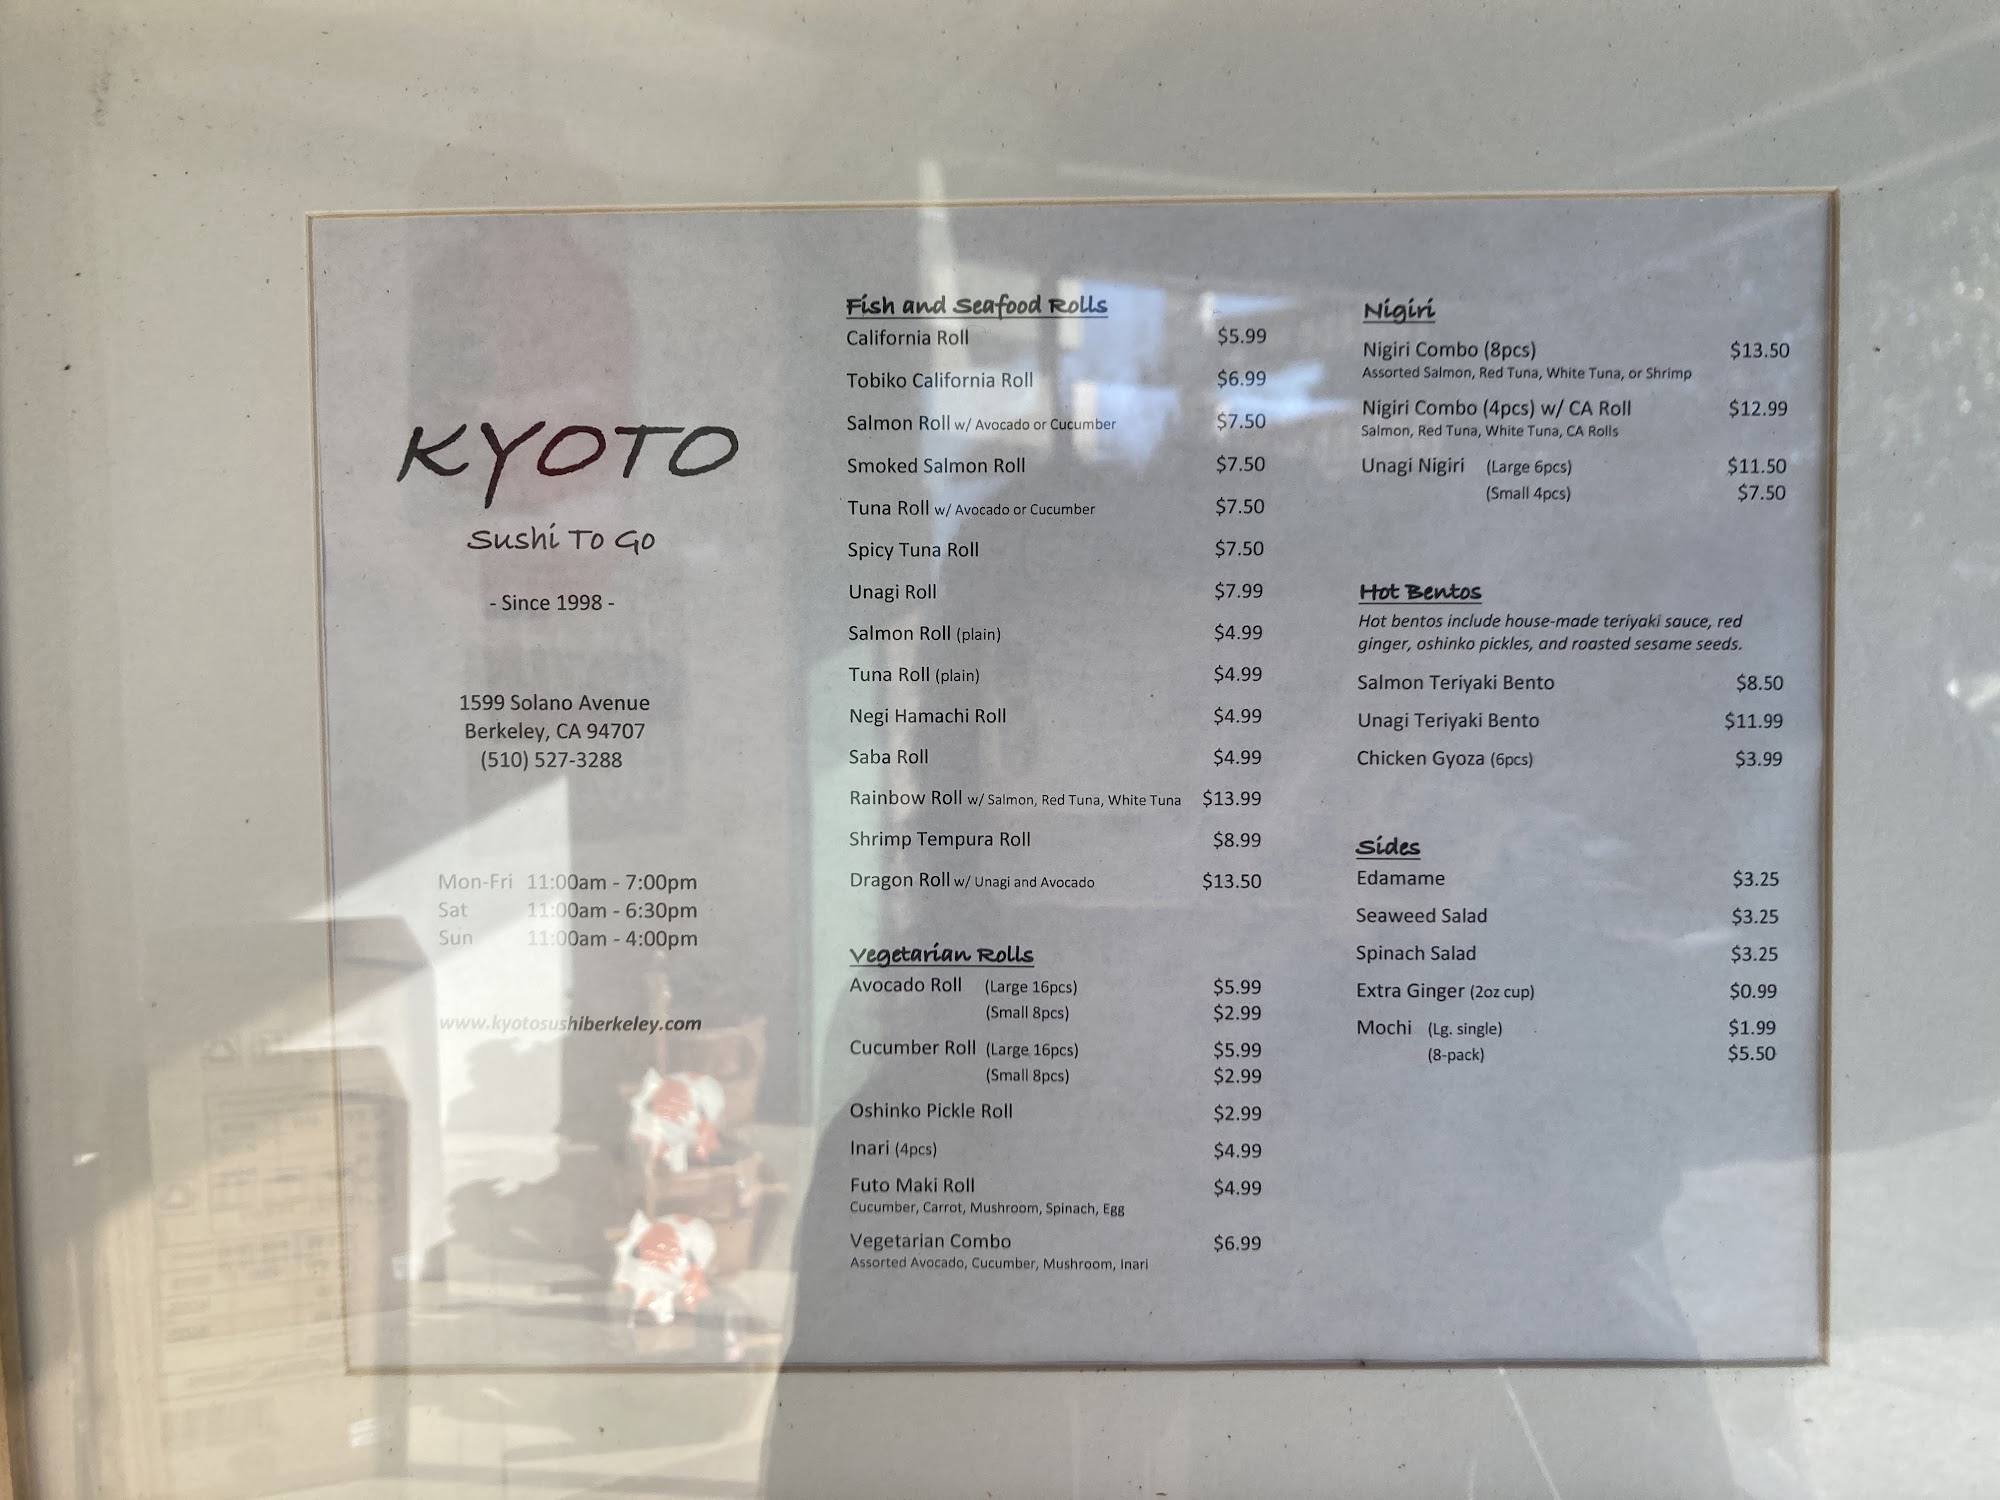 KYOTO
Sushi To Go
- Since 1998 -
1599 Solano Avenue
Berkeley, CA 94707
(510) 527-3288
Mon-Fri 11:00am - 7:00pm
Sat 11:00am - 6:30pm
Sun 11:00am - 4:00pm
www.kyotosushiberkeley.com
Fish and Seafood Rolls
California Roll $5.99
Tobiko California Roll $6.99
Salmon Roll w/ Avocado or Cucumber $7.50
Smoked Salmon Roll $7.50
Tuna Roll w/ Avocado or Cucumber $7.50
Spicy Tuna Roll $7.50
Unagi Roll $7.99
Salmon Roll (plain) $4.99
Tuna Roll (plain) $4.99
Negi Hamachi Roll $4.99
Saba Roll $4.99
Rainbow Roll w/ Salmon, Red Tuna, White Tuna $13.99
Shrimp Tempura Roll $8.99
Dragon Roll w/ Unagi and Avocado $13.50
Vegetarian Rolls
Avocado Roll (Large 16pcs) $5.99
(Small 8pcs) $2.99
Cucumber Roll (Large 16pcs) $5.99
(Small 8pcs) $2.99
Oshinko Pickle Roll $2.99
Inari (4pcs) $4.99
Futo Maki Roll $4.99
Cucumber, Carrot, Mushroom, Spinach, Egg
Vegetarian Combo $6.99
Assorted Avocado, Cucumber, Mushroom, Inari
Nigiri
Nigiri Combo (8pcs) $13.50
Assorted Salmon, Red Tuna, White Tuna, or Shrimp
Nigiri Combo (4pcs) w/ CA Roll $12.99
Salmon, Red Tuna, White Tuna, CA Rolls
Unagi Nigiri (Large 6pcs) $11.50
(Small 4pcs) $7.50
Hot Bentos
Hot bentos include house-made teriyaki sauce, red
ginger, oshinko pickles, and roasted sesame seeds.
Salmon Teriyaki Bento $8.50
Unagi Teriyaki Bento $11.99
Chicken Gyoza (6pcs) $3.99
Sides
Edamame $3.25
Seaweed Salad $3.25
Spinach Salad $3.25
Extra Ginger (2oz cup) $0.99
Mochi (Lg. single) $1.99
(8-pack) $5.50